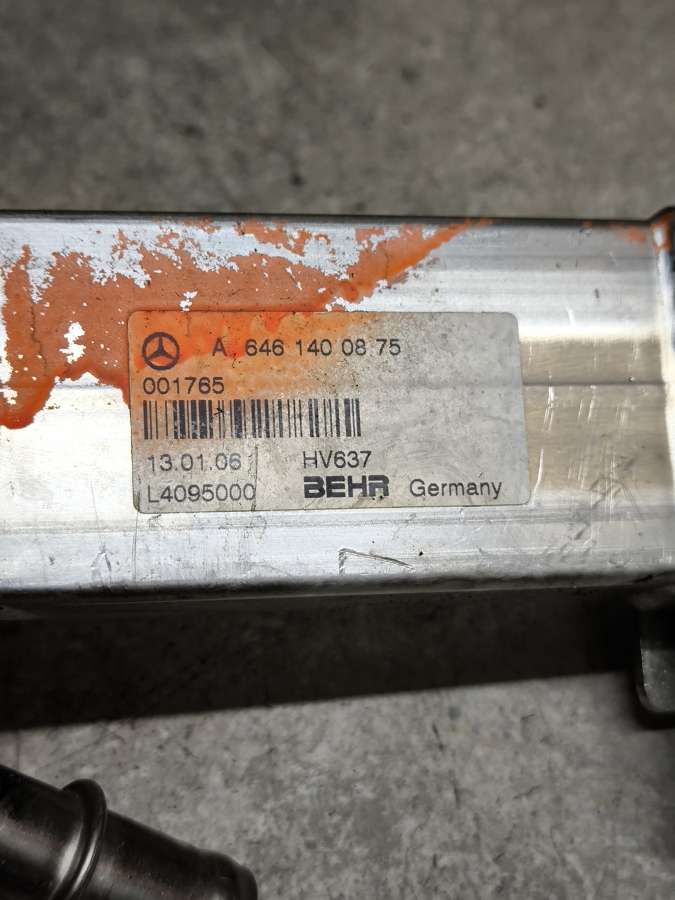 A 646 140 08 75
001765
13.01.06 HV637
L4095000 BEHR Germany